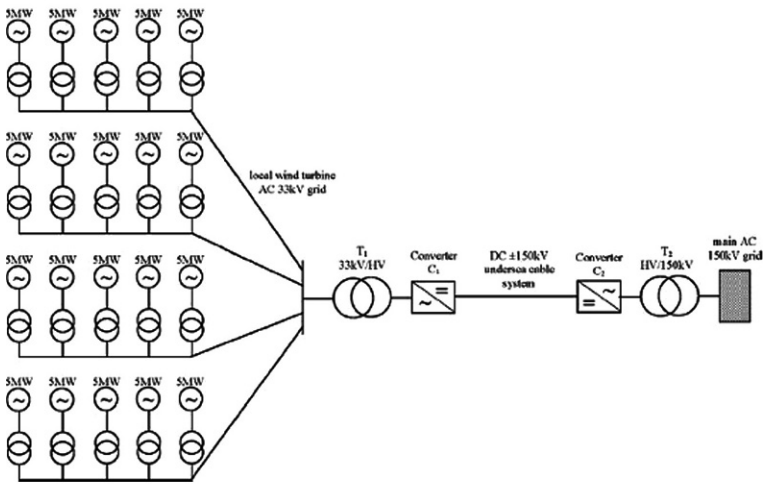 5MW 5MW 5MW 5MW 5MW
5MW 5MW 5MW 5MW 5MW
local wind turbine
AC 33kV grid
T₁
33kV/HV
Converter
C₁
DC ±150kV
undersea cable
system
Converter
C₂
T₂
HV/150kV
main AC
150kV grid
5MW 5MW 5MW 5MW 5MW
5MW 5MW 5MW 5MW 5MW